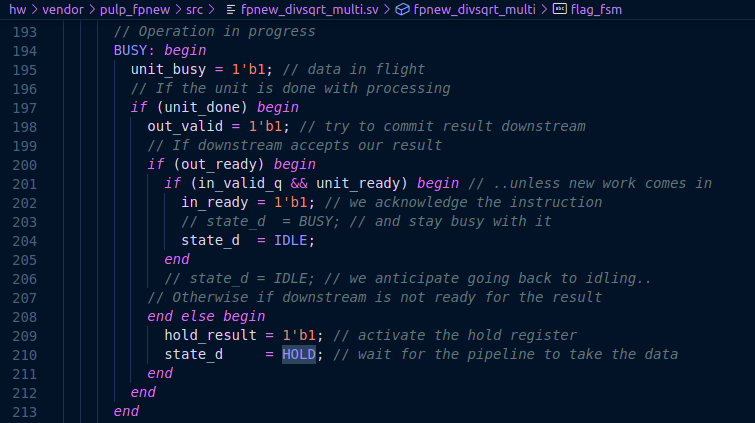 hw > vendor > pulp_fpnew > src > fpnew_divsqrt_multi.sv > fpnew_divsqrt_multi > flag_fsm
193 // Operation in progress
194 BUSY: begin
195 unit_busy = 1'b1; // data in flight
196 // If the unit is done with processing
197 if (unit_done) begin
198 out_valid = 1'b1; // try to commit result downstream
199 // If downstream accepts our result
200 if (out_ready) begin
201 if (in_valid_q && unit_ready) begin // ..unless new work comes in
202 in_ready = 1'b1; // we acknowledge the instruction
203 // state_d  = BUSY; // and stay busy with it
204 state_d  = IDLE;
205 end
206 // state_d = IDLE; // we anticipate going back to idling..
207 // Otherwise if downstream is not ready for the result
208 end else begin
209 hold_result = 1'b1; // activate the hold register
210 state_d     = HOLD; // wait for the pipeline to take the data
211 end
212 end
213 end